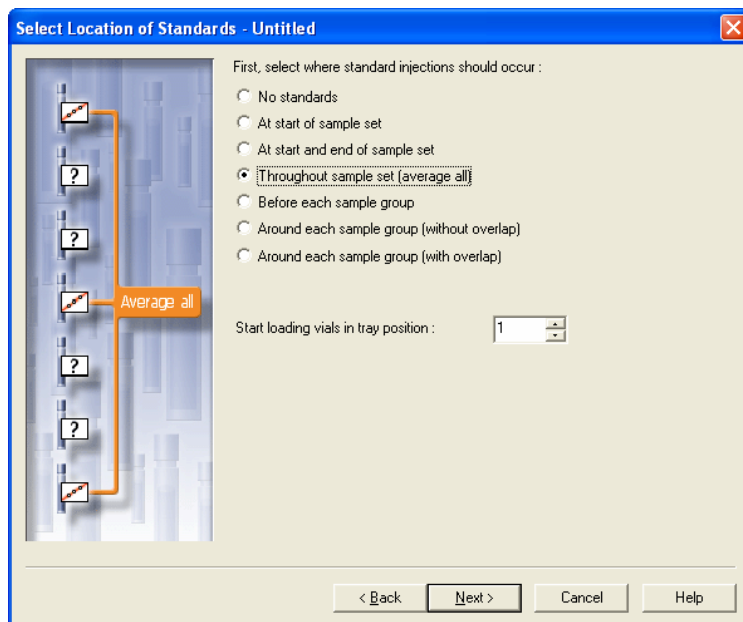 Select Location of Standards - Untitled
First, select where standard injections should occur :
No standards
At start of sample set
At start and end of sample set
Throughout sample set (average all)
Before each sample group
Around each sample group (without overlap)
Around each sample group (with overlap)
?
?
Average all
?
?
Start loading vials in tray position : 1
< Back Next > Cancel Help